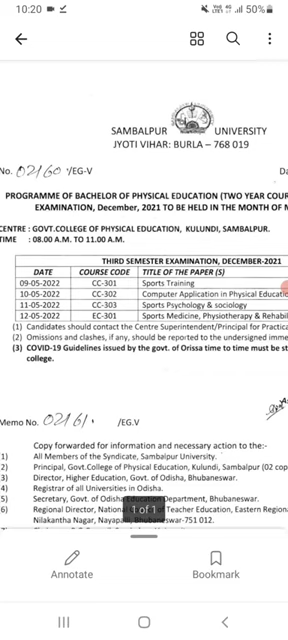 10:20
50%
SAMBALPUR UNIVERSITY
JYOTI VIHAR: BURLA – 768 019
No. 02160 /EG-V
PROGRAMME OF BACHELOR OF PHYSICAL EDUCATION (TWO YEAR COUR
EXAMINATION, December, 2021 TO BE HELD IN THE MONTH OF M
CENTRE : GOVT.COLLEGE OF PHYSICAL EDUCATION, KULUNDI, SAMBALPUR.
TIME : 08.00 A.M. TO 11.00 A.M.
THIRD SEMESTER EXAMINATION, DECEMBER-2021
DATE COURSE CODE TITLE OF THE PAPER (S)
09-05-2022 CC-301 Sports Training
10-05-2022 CC-302 Computer Application in Physical Educatio
11-05-2022 CC-303 Sports Psychology & sociology
12-05-2022 EC-301 Sports Medicine, Physiotherapy & Rehabil
(1) Candidates should contact the Centre Superintendent/Principal for Practica
(2) Omissions and clashes, if any, should be reported to the undersigned imme
(3) COVID-19 Guidelines issued by the govt. of Orissa time to time must be st
college.
Memo No. 02161 /EG.V
Copy forwarded for information and necessary action to the:-
1) All Members of the Syndicate, Sambalpur University.
2) Principal, Govt.College of Physical Education, Kulundi, Sambalpur (02 cop
3) Director, Higher Education, Govt. of Odisha, Bhubaneswar.
4) Registrar of all Universities in Odisha.
5) Secretary, Govt. of Odisha Education Department, Bhubaneswar.
6) Regional Director, National of Teacher Education, Eastern Regiona
Nilakantha Nagar, Nayapalli, Bhubaneswar-751 012.
1 of 1
Annotate Bookmark